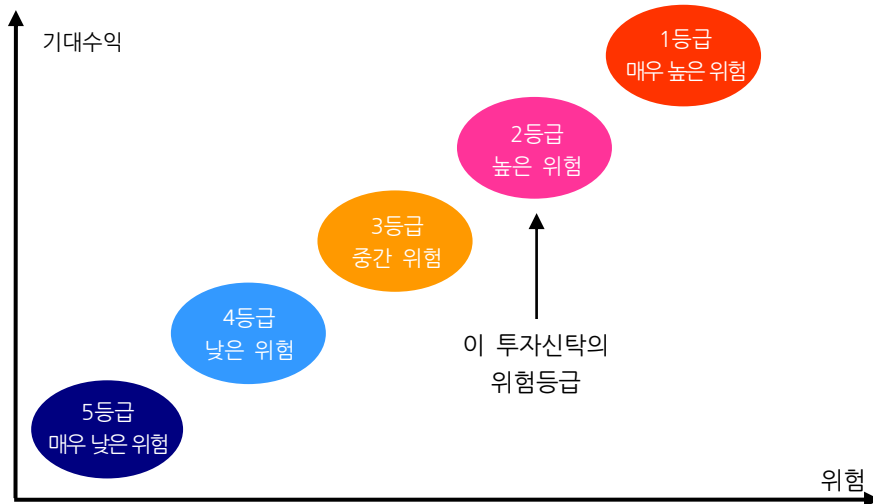 기대수익
1등급
매우 높은 위험
2등급
높은 위험
3등급
중간 위험
4등급
낮은 위험
이 투자신탁의
위험등급
5등급
매우 낮은 위험
위험